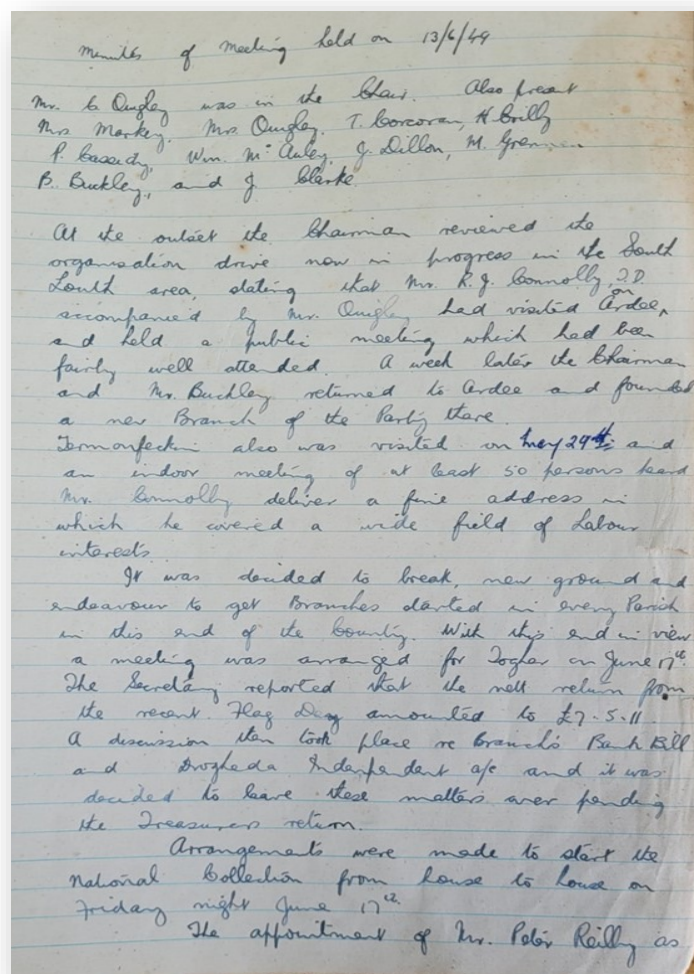 Minutes of Meeting held on 13/6/49
Mr. C Quigley was in the Chair. Also present
Mrs Markey, Mrs Quigley, T. Corcoran, H Crilly
P. Cassidy, Wm. McAuley, J. Dillon, M.
B. Buckley, and J Clarke
At the outset the Chairman reviewed the
organisation drive now in progress in the South
Louth area, stating that Mr. R. J. Connolly, T.D.
accompanied by Mr. Quigley had visited Ardee, on
and held a public meeting which had been
fairly well attended. A week later the Chairman
and Mr. Buckley returned to Ardee and founded
a new Branch of the Party there.
Termonfeckin also was visited on May 29th and
an indoor meeting of at least 50 persons heard
Mr. Connolly deliver a fine address in
which he covered a wide field of Labour
interests
It was decided to break, new ground and
endeavour to get Branches started in every Parish
in this end of the County. With this end in view
a meeting was arranged for Togher on June 17th.
The Secretary reported that the nett return from
the recent Flag Day amounted to £7-5-11
A discussion then took place re Branch's Bank Bill
and Drogheda Independent a/c and it was
decided to leave these matters over pending
the Treasurers return.
Arrangements were made to start the
National Collection from house to house on
Friday night June 17th.
The appointment of Mr. Peter Reilly as